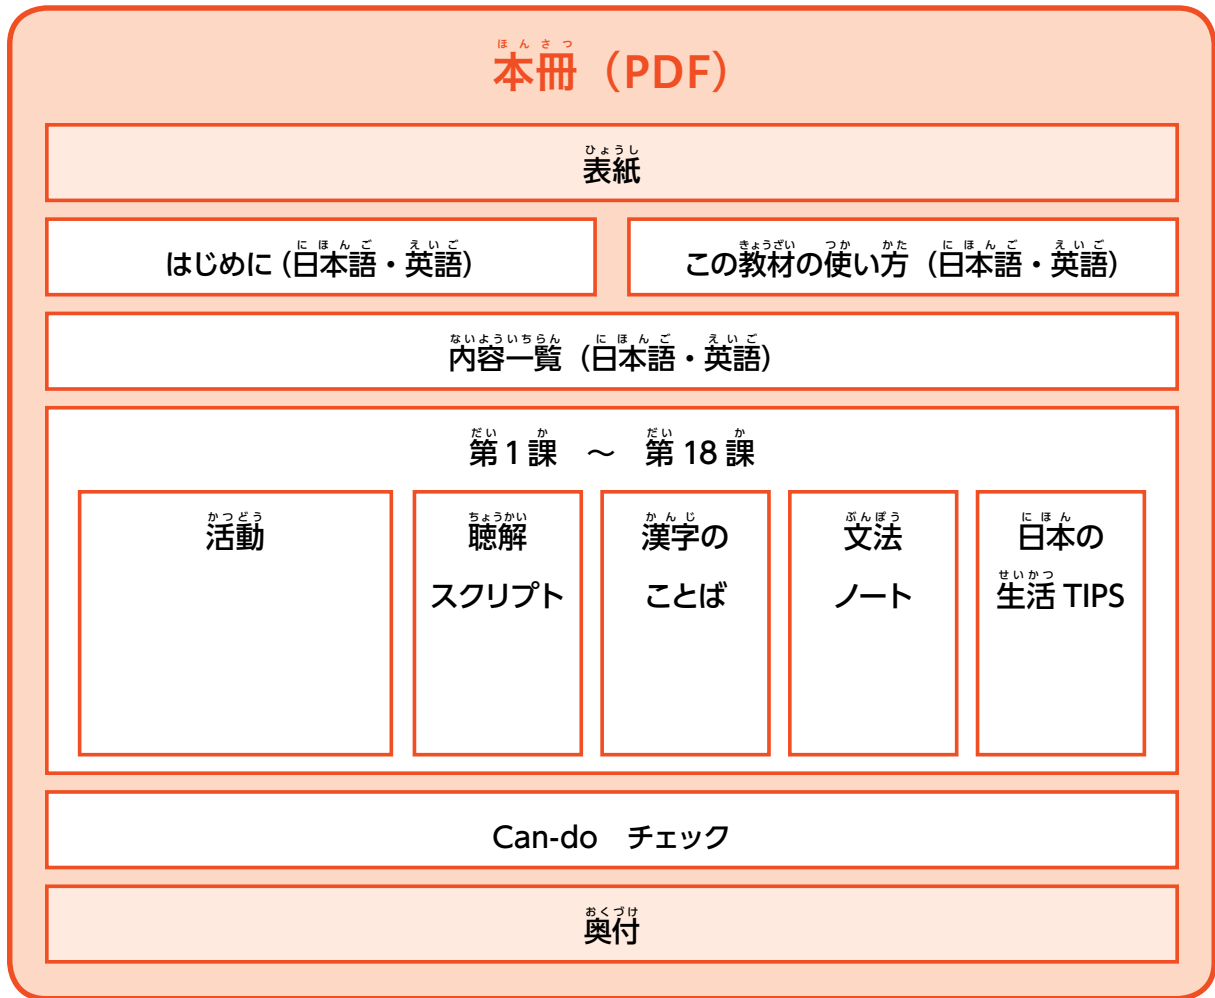 ほんさつ
本冊（PDF）
ひょうし
表紙
にほんご えいご
はじめに（日本語・英語）
きょうざい つか かた にほんご えいご
この教材の使い方（日本語・英語）
ないよういちらん にほんご えいご
内容一覧（日本語・英語）
だい か だい か
第1課 ～ 第18課
かつどう
活動
ちょうかい
聴解
スクリプト
かんじ
漢字の
ことば
ぶんぽう
文法
ノート
にほん
日本の
せいかつ
生活 TIPS
Can-do チェック
おくづけ
奥付